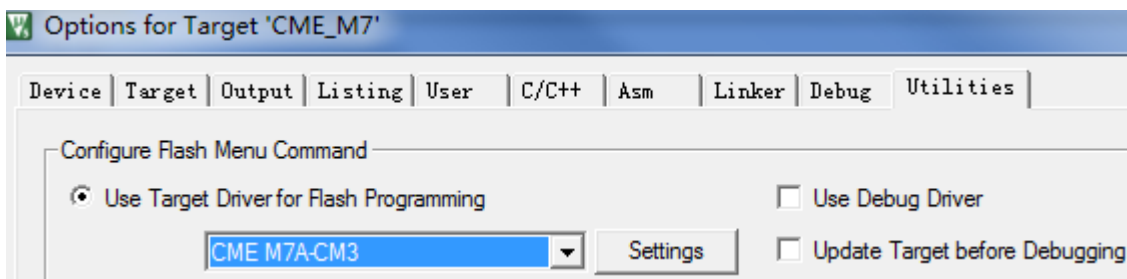 Options for Target 'CME_M7'
Device Target Output Listing User C/C++ Asm Linker Debug Utilities
Configure Flash Menu Command
Use Target Driver for Flash Programming Use Debug Driver
CME M7A-CM3 Settings Update Target before Debugging